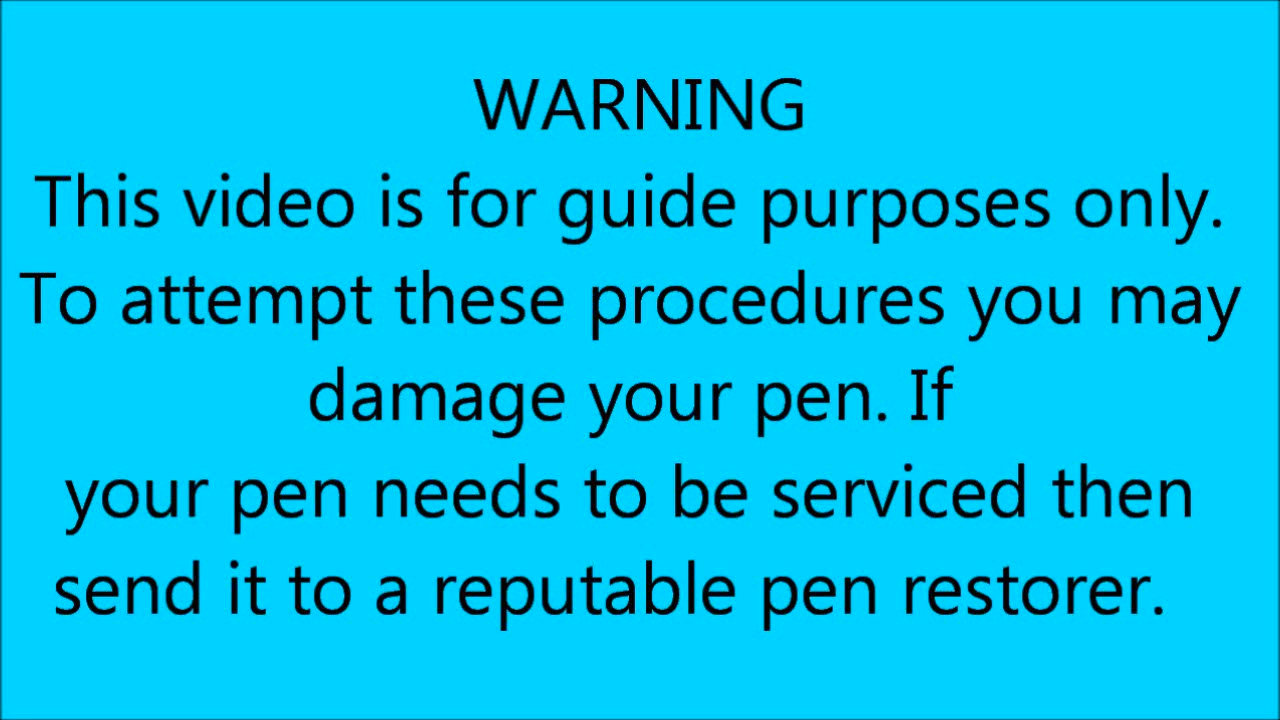 WARNING
This video is for guide purposes only.
To attempt these procedures you may
damage your pen. If
your pen needs to be serviced then
send it to a reputable pen restorer.